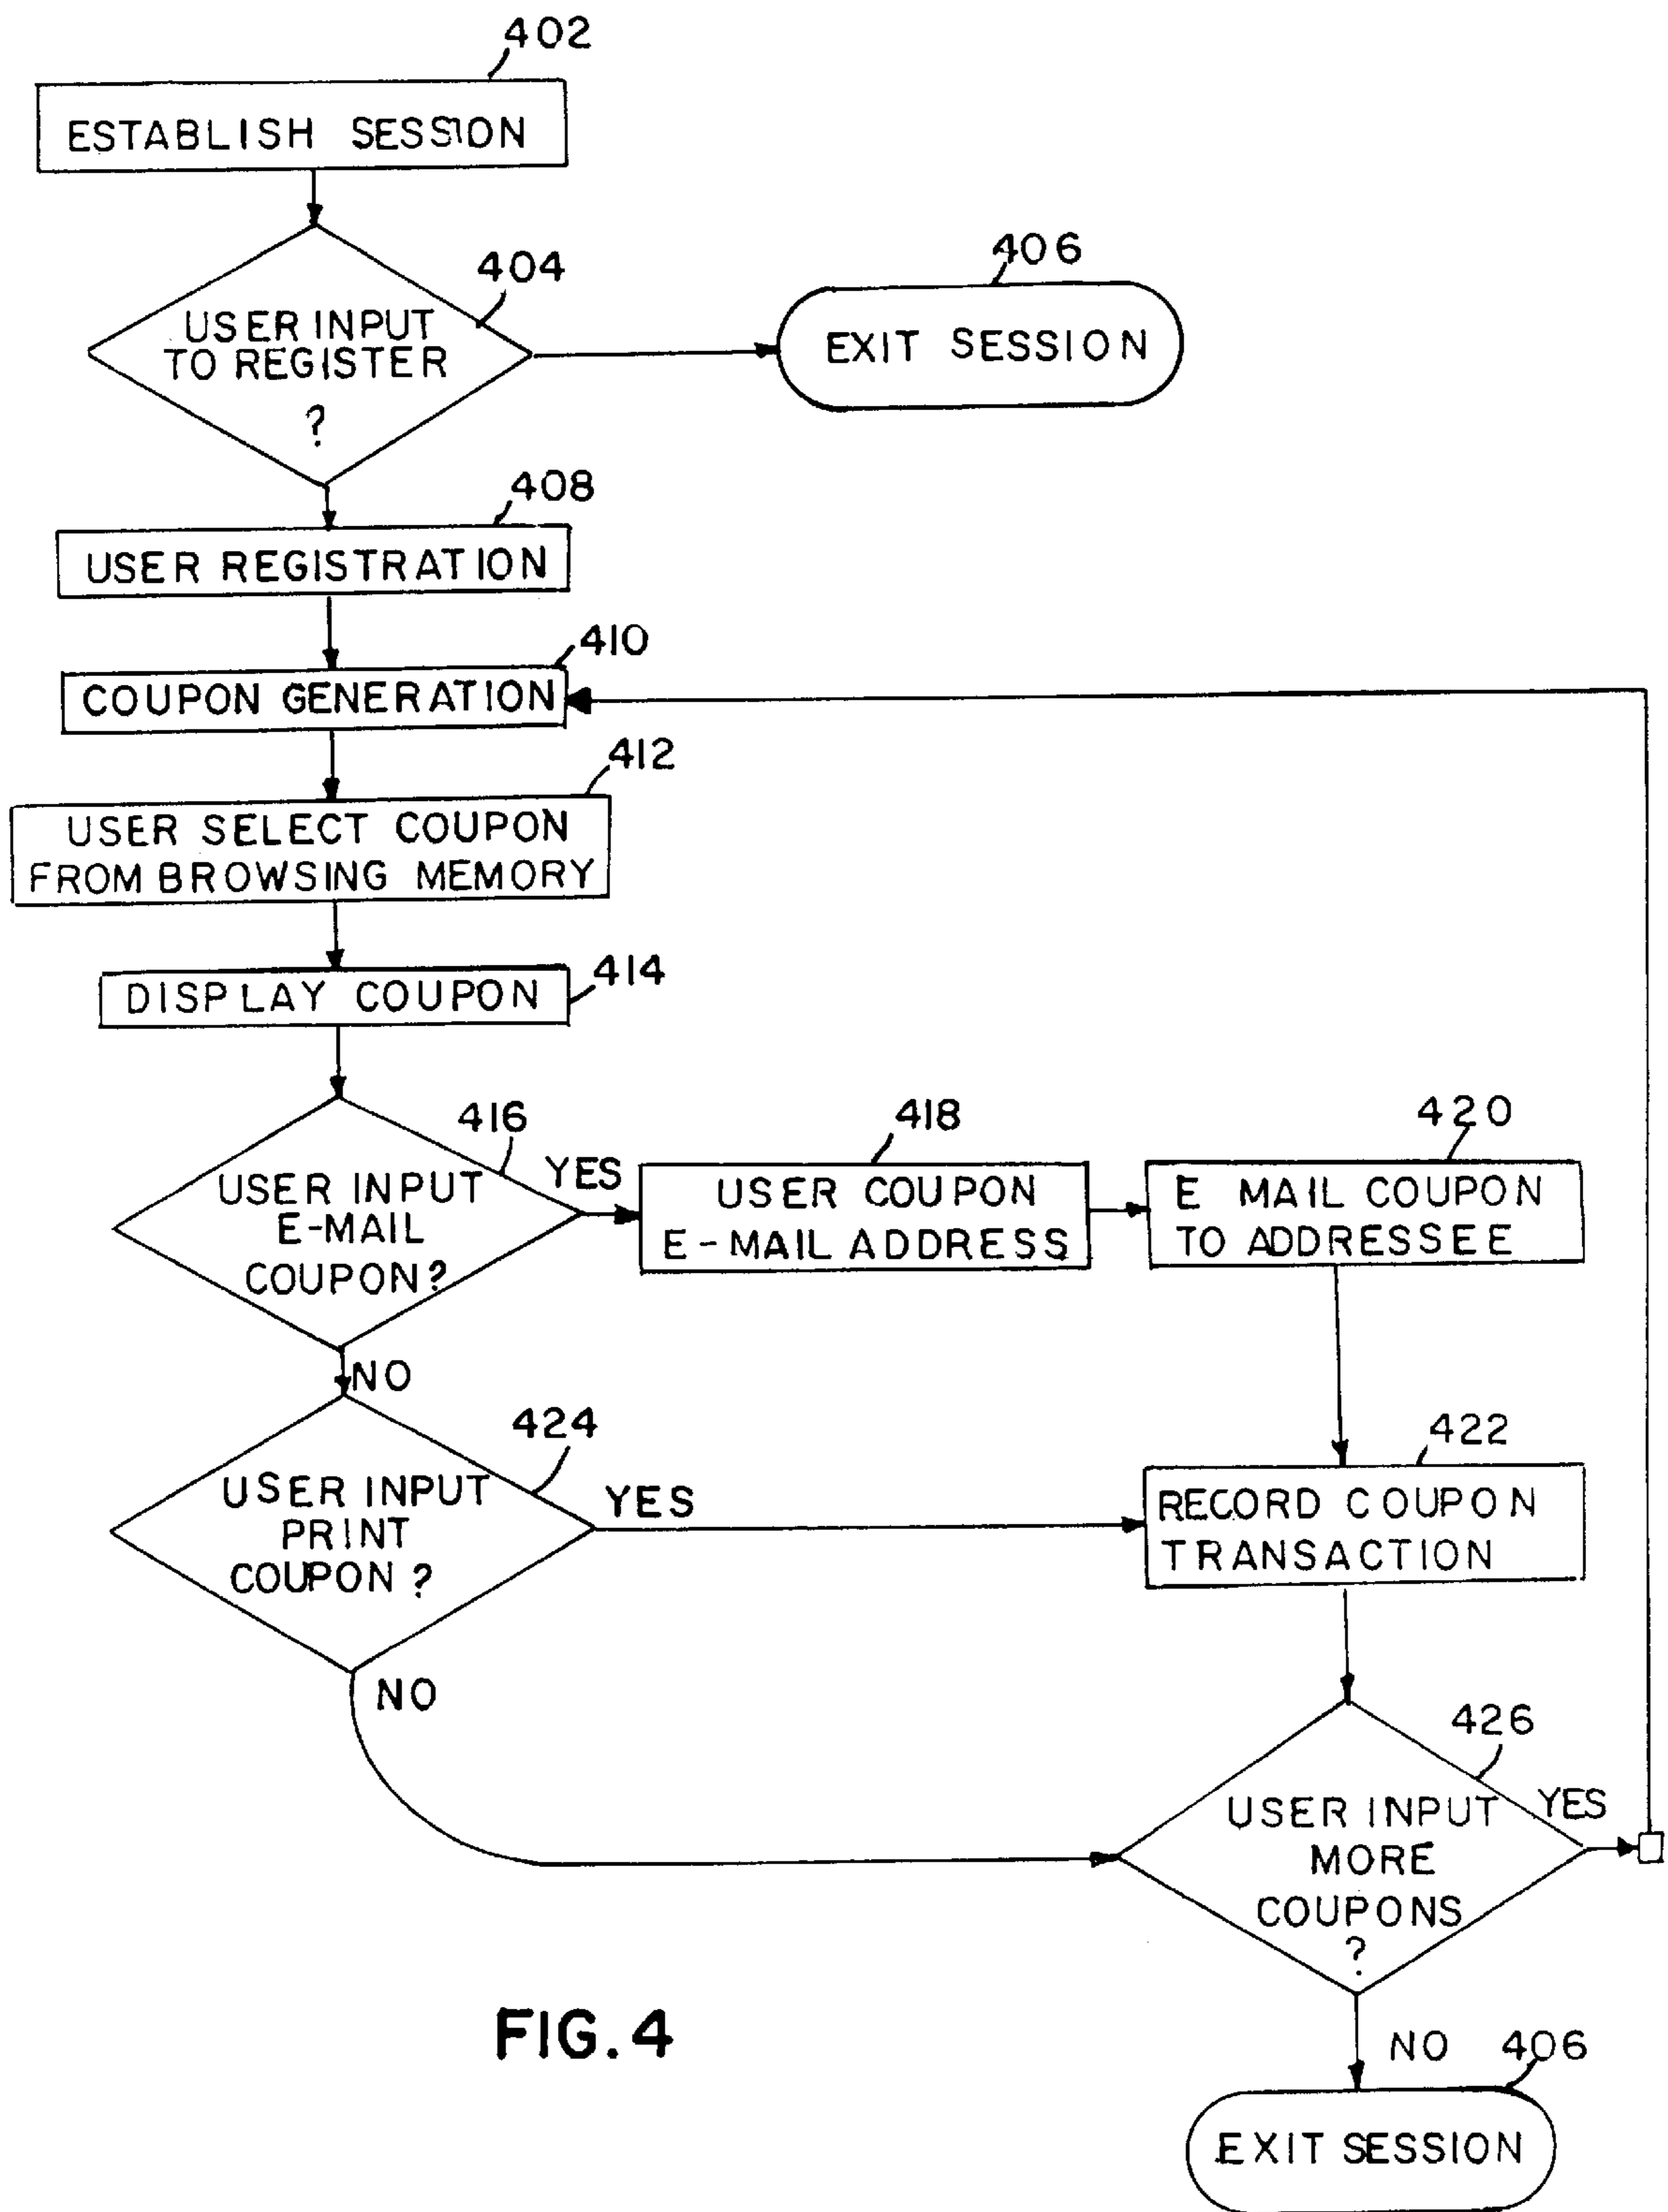 402
ESTABLISH SESSION
404
USER INPUT
TO REGISTER
?
406
EXIT SESSION
408
USER REGISTRATION
410
COUPON GENERATION
412
USER SELECT COUPON
FROM BROWSING MEMORY
414
DISPLAY COUPON
416
USER INPUT
E-MAIL
COUPON?
YES
418
USER COUPON
E-MAIL ADDRESS
420
E MAIL COUPON
TO ADDRESSEE
NO
424
USER INPUT
PRINT
COUPON?
YES
422
RECORD COUPON
TRANSACTION
NO
426
USER INPUT
MORE
COUPONS
?
YES
NO
406
EXIT SESSION
FIG. 4